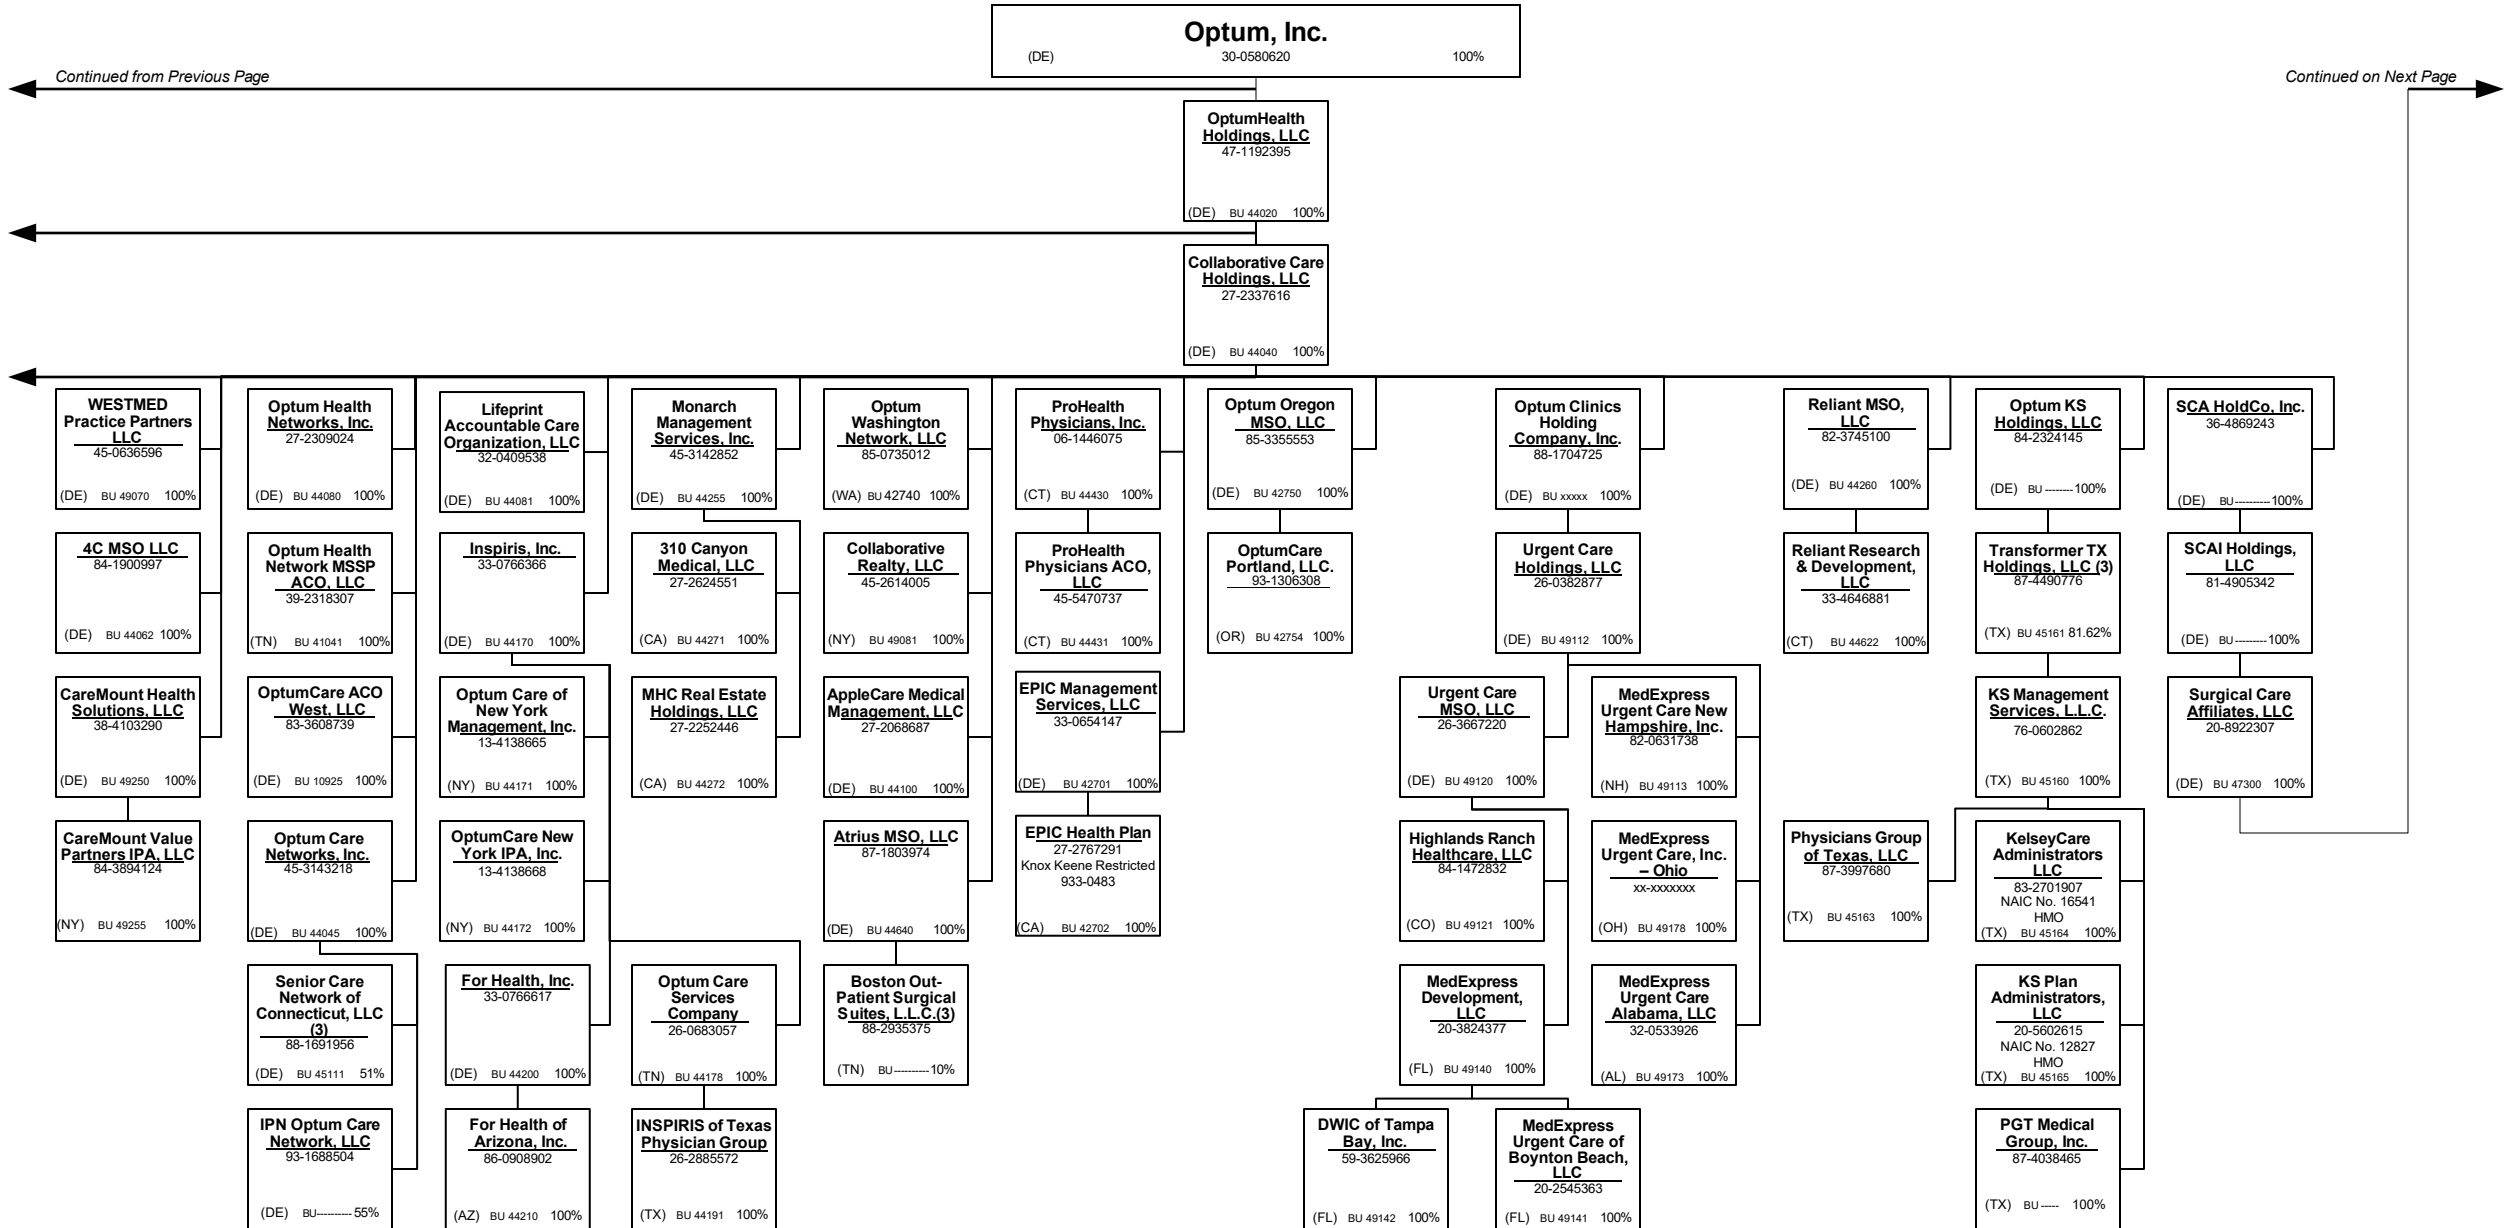 Optum, Inc.
(DE) 30-0580620 100%
Continued from Previous Page
Continued on Next Page
OptumHealth
Holdings, LLC
47-1192395
(DE) BU 44020 100%
Collaborative Care
Holdings, LLC
27-2337616
(DE) BU 44040 100%
WESTMED
Practice Partners
LLC
45-0636596
(DE) BU 49070 100%
Optum Health
Networks, Inc.
27-2309024
(DE) BU 44080 100%
Lifeprint
Accountable Care
Organization, LLC
32-0409538
(DE) BU 44081 100%
Monarch
Management
Services, Inc.
45-3142852
(DE) BU 44255 100%
Optum
Washington
Network, LLC
85-0735012
(WA) BU 42740 100%
ProHealth
Physicians, Inc.
06-1446075
(CT) BU 44430 100%
Optum Oregon
MSO, LLC
85-3355553
(DE) BU 42750 100%
Optum Clinics
Holding
Company, Inc.
88-1704725
(DE) BU xxxxx 100%
Reliant MSO,
LLC
82-3745100
(DE) BU 44260 100%
Optum KS
Holdings, LLC
84-2324145
(DE) BU -------- 100%
SCA HoldCo, Inc.
36-4869243
(DE) BU ---------- 100%
4C MSO LLC
84-1900997
(DE) BU 44062 100%
Optum Health
Network MSSP
ACO, LLC
39-2318307
(TN) BU 41041 100%
Inspiris, Inc.
33-0766366
(DE) BU 44170 100%
310 Canyon
Medical, LLC
27-2624551
(CA) BU 44271 100%
Collaborative
Realty, LLC
45-2614005
(NY) BU 49081 100%
ProHealth
Physicians ACO,
LLC
45-5470737
(CT) BU 44431 100%
OptumCare
Portland, LLC.
93-1306308
(OR) BU 42754 100%
Urgent Care
Holdings, LLC
26-0382877
(DE) BU 49112 100%
Reliant Research
& Development,
LLC
33-4646881
(CT) BU 44622 100%
Transformer TX
Holdings, LLC (3)
87-4490776
(TX) BU 45161 81.62%
SCAI Holdings,
LLC
81-4905342
(DE) BU --------- 100%
CareMount Health
Solutions, LLC
38-4103290
(DE) BU 49250 100%
OptumCare ACO
West, LLC
83-3608739
(DE) BU 10925 100%
Optum Care of
New York
Management, Inc.
13-4138665
(NY) BU 44171 100%
MHC Real Estate
Holdings, LLC
27-2252446
(CA) BU 44272 100%
AppleCare Medical
Management, LLC
27-2068687
(DE) BU 44100 100%
EPIC Management
Services, LLC
33-0654147
(DE) BU 42701 100%
Urgent Care
MSO, LLC
26-3667220
(DE) BU 49120 100%
MedExpress
Urgent Care New
Hampshire, Inc.
82-0631738
(NH) BU 49113 100%
KS Management
Services, L.L.C.
76-0602862
(TX) BU 45160 100%
Surgical Care
Affiliates, LLC
20-8922307
(DE) BU 47300 100%
CareMount Value
Partners IPA, LLC
84-3894124
(NY) BU 49255 100%
Optum Care
Networks, Inc.
45-3143218
(DE) BU 44045 100%
OptumCare New
York IPA, Inc.
13-4138668
(NY) BU 44172 100%
Atrius MSO, LLC
87-1803974
(DE) BU 44640 100%
EPIC Health Plan
27-2767291
Knox Keene Restricted
933-0483
(CA) BU 42702 100%
Highlands Ranch
Healthcare, LLC
84-1472832
(CO) BU 49121 100%
MedExpress
Urgent Care, Inc.
– Ohio
xx-xxxxxxx
(OH) BU 49178 100%
Physicians Group
of Texas, LLC
87-3997680
(TX) BU 45163 100%
KelseyCare
Administrators
LLC
83-2701907
NAIC No. 16541
HMO
(TX) BU 45164 100%
Senior Care
Network of
Connecticut, LLC
(3)
88-1691956
(DE) BU 45111 51%
For Health, Inc.
33-0766617
(DE) BU 44200 100%
Optum Care
Services
Company
26-0683057
(TN) BU 44178 100%
Boston Out-
Patient Surgical
Suites, L.L.C.(3)
88-2935375
(TN) BU ---------- 10%
MedExpress
Development,
LLC
20-3824377
(FL) BU 49140 100%
MedExpress
Urgent Care
Alabama, LLC
32-0533926
(AL) BU 49173 100%
KS Plan
Administrators,
LLC
20-5602615
NAIC No. 12827
HMO
(TX) BU 45165 100%
IPN Optum Care
Network, LLC
93-1688504
(DE) BU ---------- 55%
For Health of
Arizona, Inc.
86-0908902
(AZ) BU 44210 100%
INSPIRIS of Texas
Physician Group
26-2885572
(TX) BU 44191 100%
DWIC of Tampa
Bay, Inc.
59-3625966
(FL) BU 49142 100%
MedExpress
Urgent Care of
Boynton Beach,
LLC
20-2545363
(FL) BU 49141 100%
PGT Medical
Group, Inc.
87-4038465
(TX) BU ----- 100%